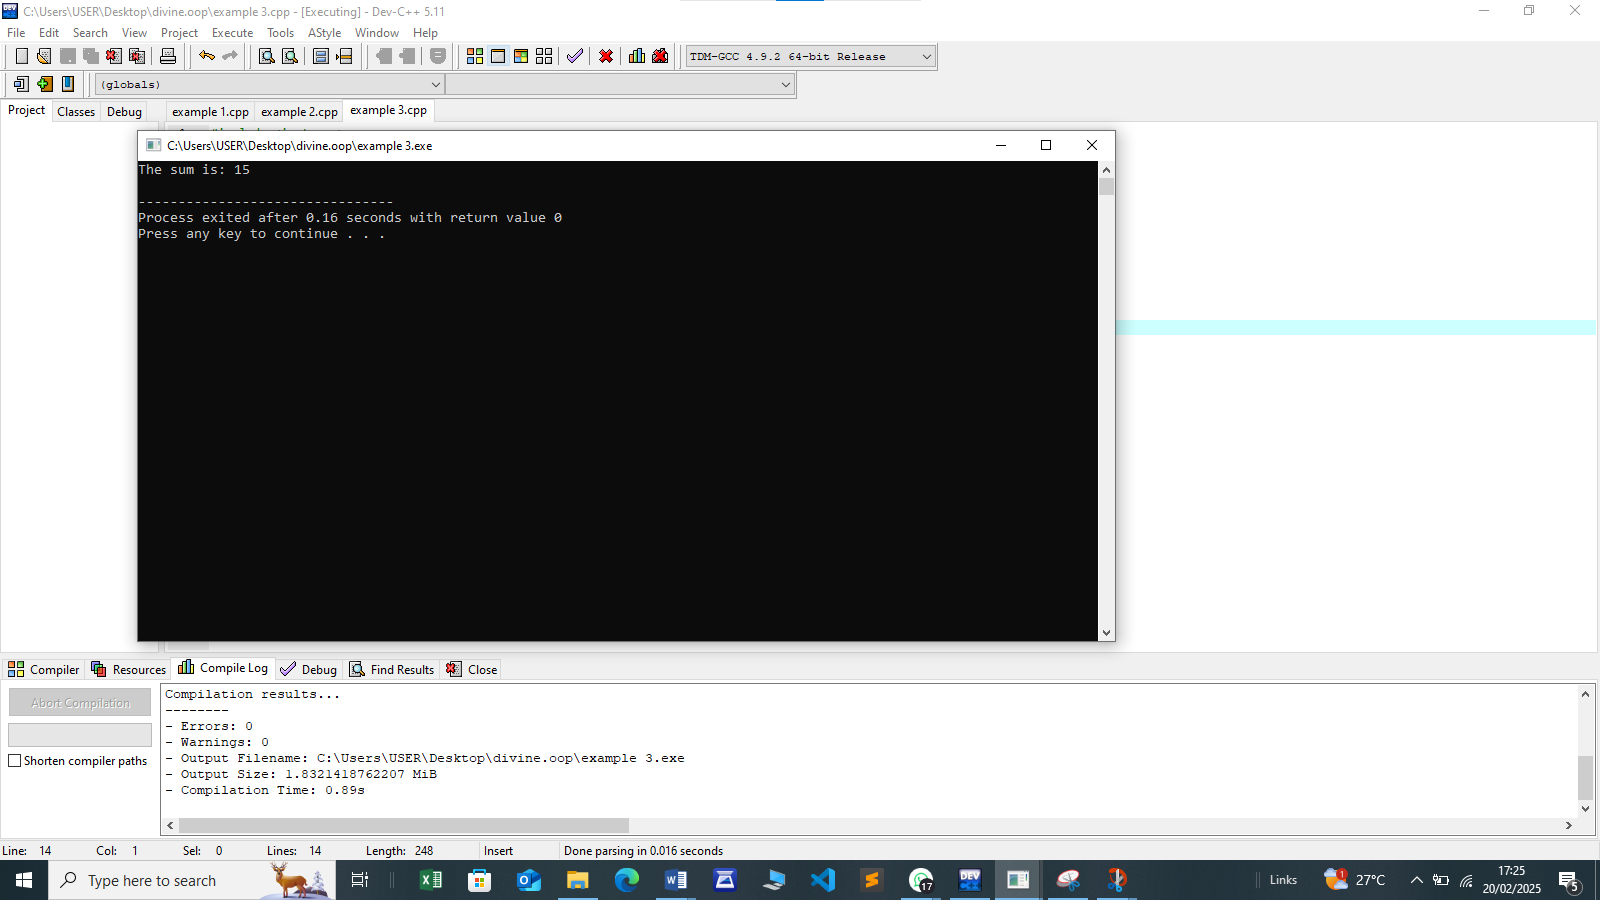 C:\Users\USER\Desktop\divine.oop\example 3.cpp - [Executing] - Dev-C++ 5.11
File Edit Search View Project Execute Tools AStyle Window Help
TDM-GCC 4.9.2 64-bit Release
(globals)
Project Classes Debug example 1.cpp example 2.cpp example 3.cpp
C:\Users\USER\Desktop\divine.oop\example 3.exe
The sum is: 15
--------------------------------
Process exited after 0.16 seconds with return value 0
Press any key to continue . . .
Compiler Resources Compile Log Debug Find Results Close
Abort Compilation
Shorten compiler paths
Compilation results...
--------
- Errors: 0
- Warnings: 0
- Output Filename: C:\Users\USER\Desktop\divine.oop\example 3.exe
- Output Size: 1.8321418762207 MiB
- Compilation Time: 0.89s
Line: 14 Col: 1 Sel: 0 Lines: 14 Length: 248 Insert Done parsing in 0.016 seconds
Type here to search
17
DEV
Links
1
27°C
17:25
20/02/2025
5